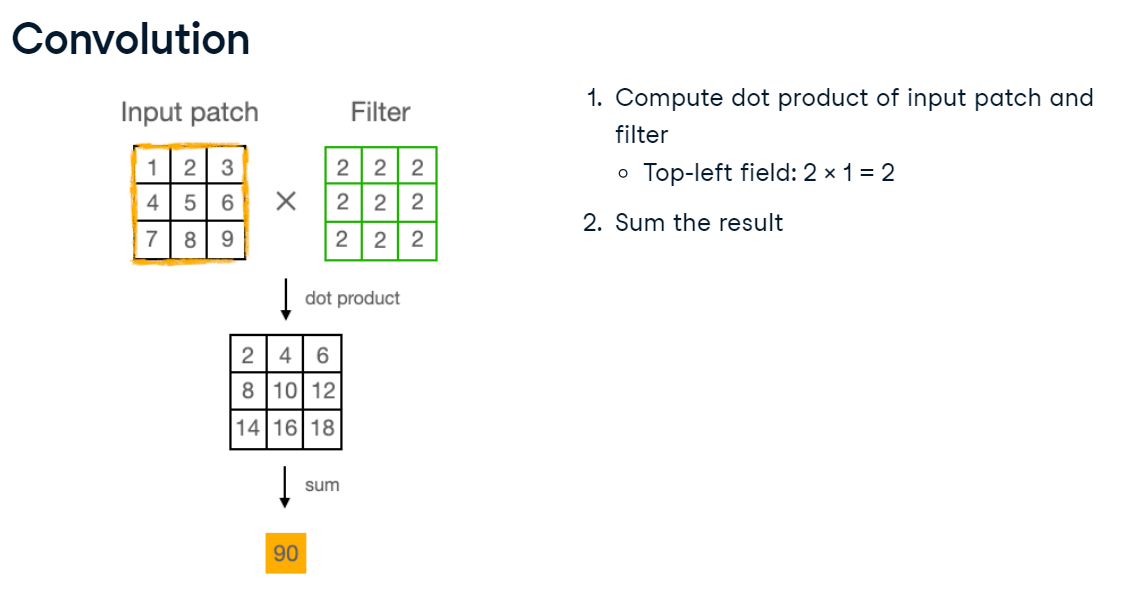 Convolution
Input patch
Filter
1 2 3
4 5 6
7 8 9
×
2 2 2
2 2 2
2 2 2
dot product
2 4 6
8 10 12
14 16 18
sum
90
1. Compute dot product of input patch and
filter
Top-left field: 2 × 1 = 2
2. Sum the result